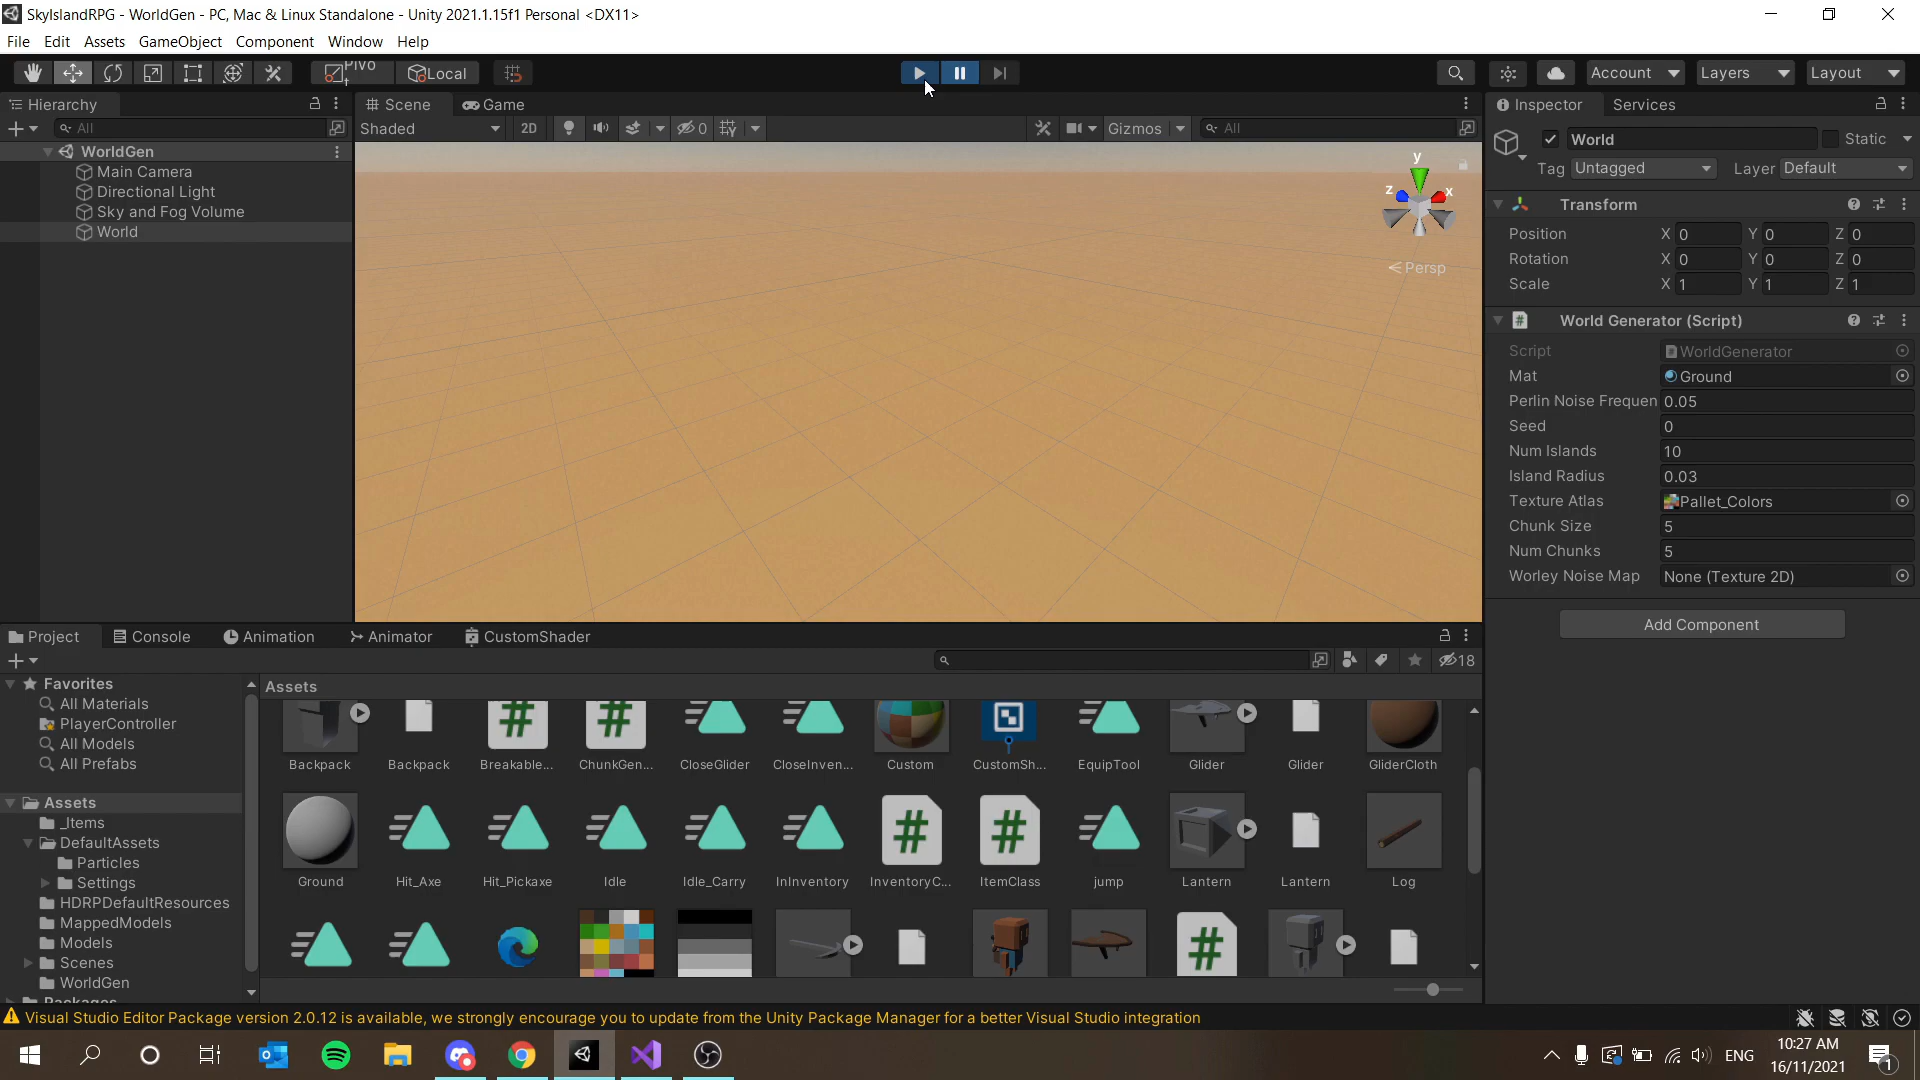 SkyIslandRPG - WorldGen - PC, Mac & Linux Standalone - Unity 2021.1.15f1 Personal <DX11>
File Edit Assets GameObject Component Window Help
Pivot Local Account Layers Layout
Hierarchy
All
WorldGen
Main Camera
Directional Light
Sky and Fog Volume
World
Scene Game
Shaded 2D 0 Gizmos All
y
z x
Persp
Inspector Services
World Static
Tag Untagged Layer Default
Transform
Position X 0 Y 0 Z 0
Rotation X 0 Y 0 Z 0
Scale X 1 Y 1 Z 1
World Generator (Script)
Script WorldGenerator
Mat Ground
Perlin Noise Frequen 0.05
Seed 0
Num Islands 10
Island Radius 0.03
Texture Atlas Pallet_Colors
Chunk Size 5
Num Chunks 5
Worley Noise Map None (Texture 2D)
Add Component
Project Console Animation Animator CustomShader
18
Favorites
All Materials
PlayerController
All Models
All Prefabs
Assets
_Items
DefaultAssets
Particles
Settings
HDRPDefaultResources
MappedModels
Models
Scenes
WorldGen
Packages
Assets
Backpack Backpack Breakable... ChunkGen... CloseGlider CloseInven... Custom CustomSh... EquipTool Glider Glider GliderCloth
Ground Hit_Axe Hit_Pickaxe Idle Idle_Carry InInventory InventoryC... ItemClass jump Lantern Lantern Log
Visual Studio Editor Package version 2.0.12 is available, we strongly encourage you to update from the Unity Package Manager for a better Visual Studio integration
ENG
10:27 AM
16/11/2021
1